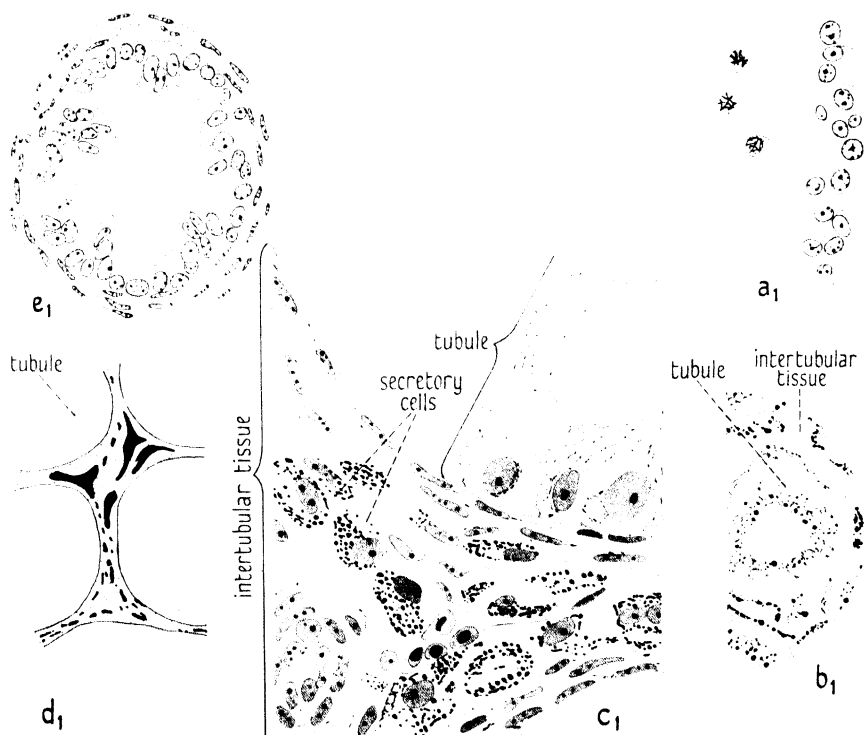 e₁
a₁
tubule
tubule
secretory
cells
tubule
intertubular
tissue
intertubular tissue
d₁
c₁
b₁